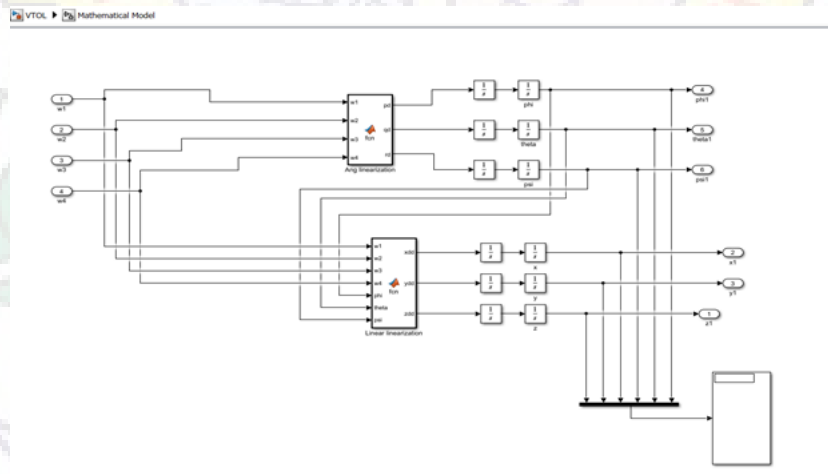 VTOL ▶ Mathematical Model
1
w1
2
w2
3
w3
4
w4
w1
w2
w3
w4
fcn
pd
qd
rd
Ang linearization
1
s
1
s
phi
1
s
1
s
theta
1
s
1
s
psi
4
phi1
5
theta1
6
psi1
w1
w2
w3
w4
phi
theta
psi
fcn
xdd
ydd
zdd
Linear linearization
1
s
1
s
x
1
s
1
s
y
1
s
1
s
z
2
x1
3
y1
1
z1